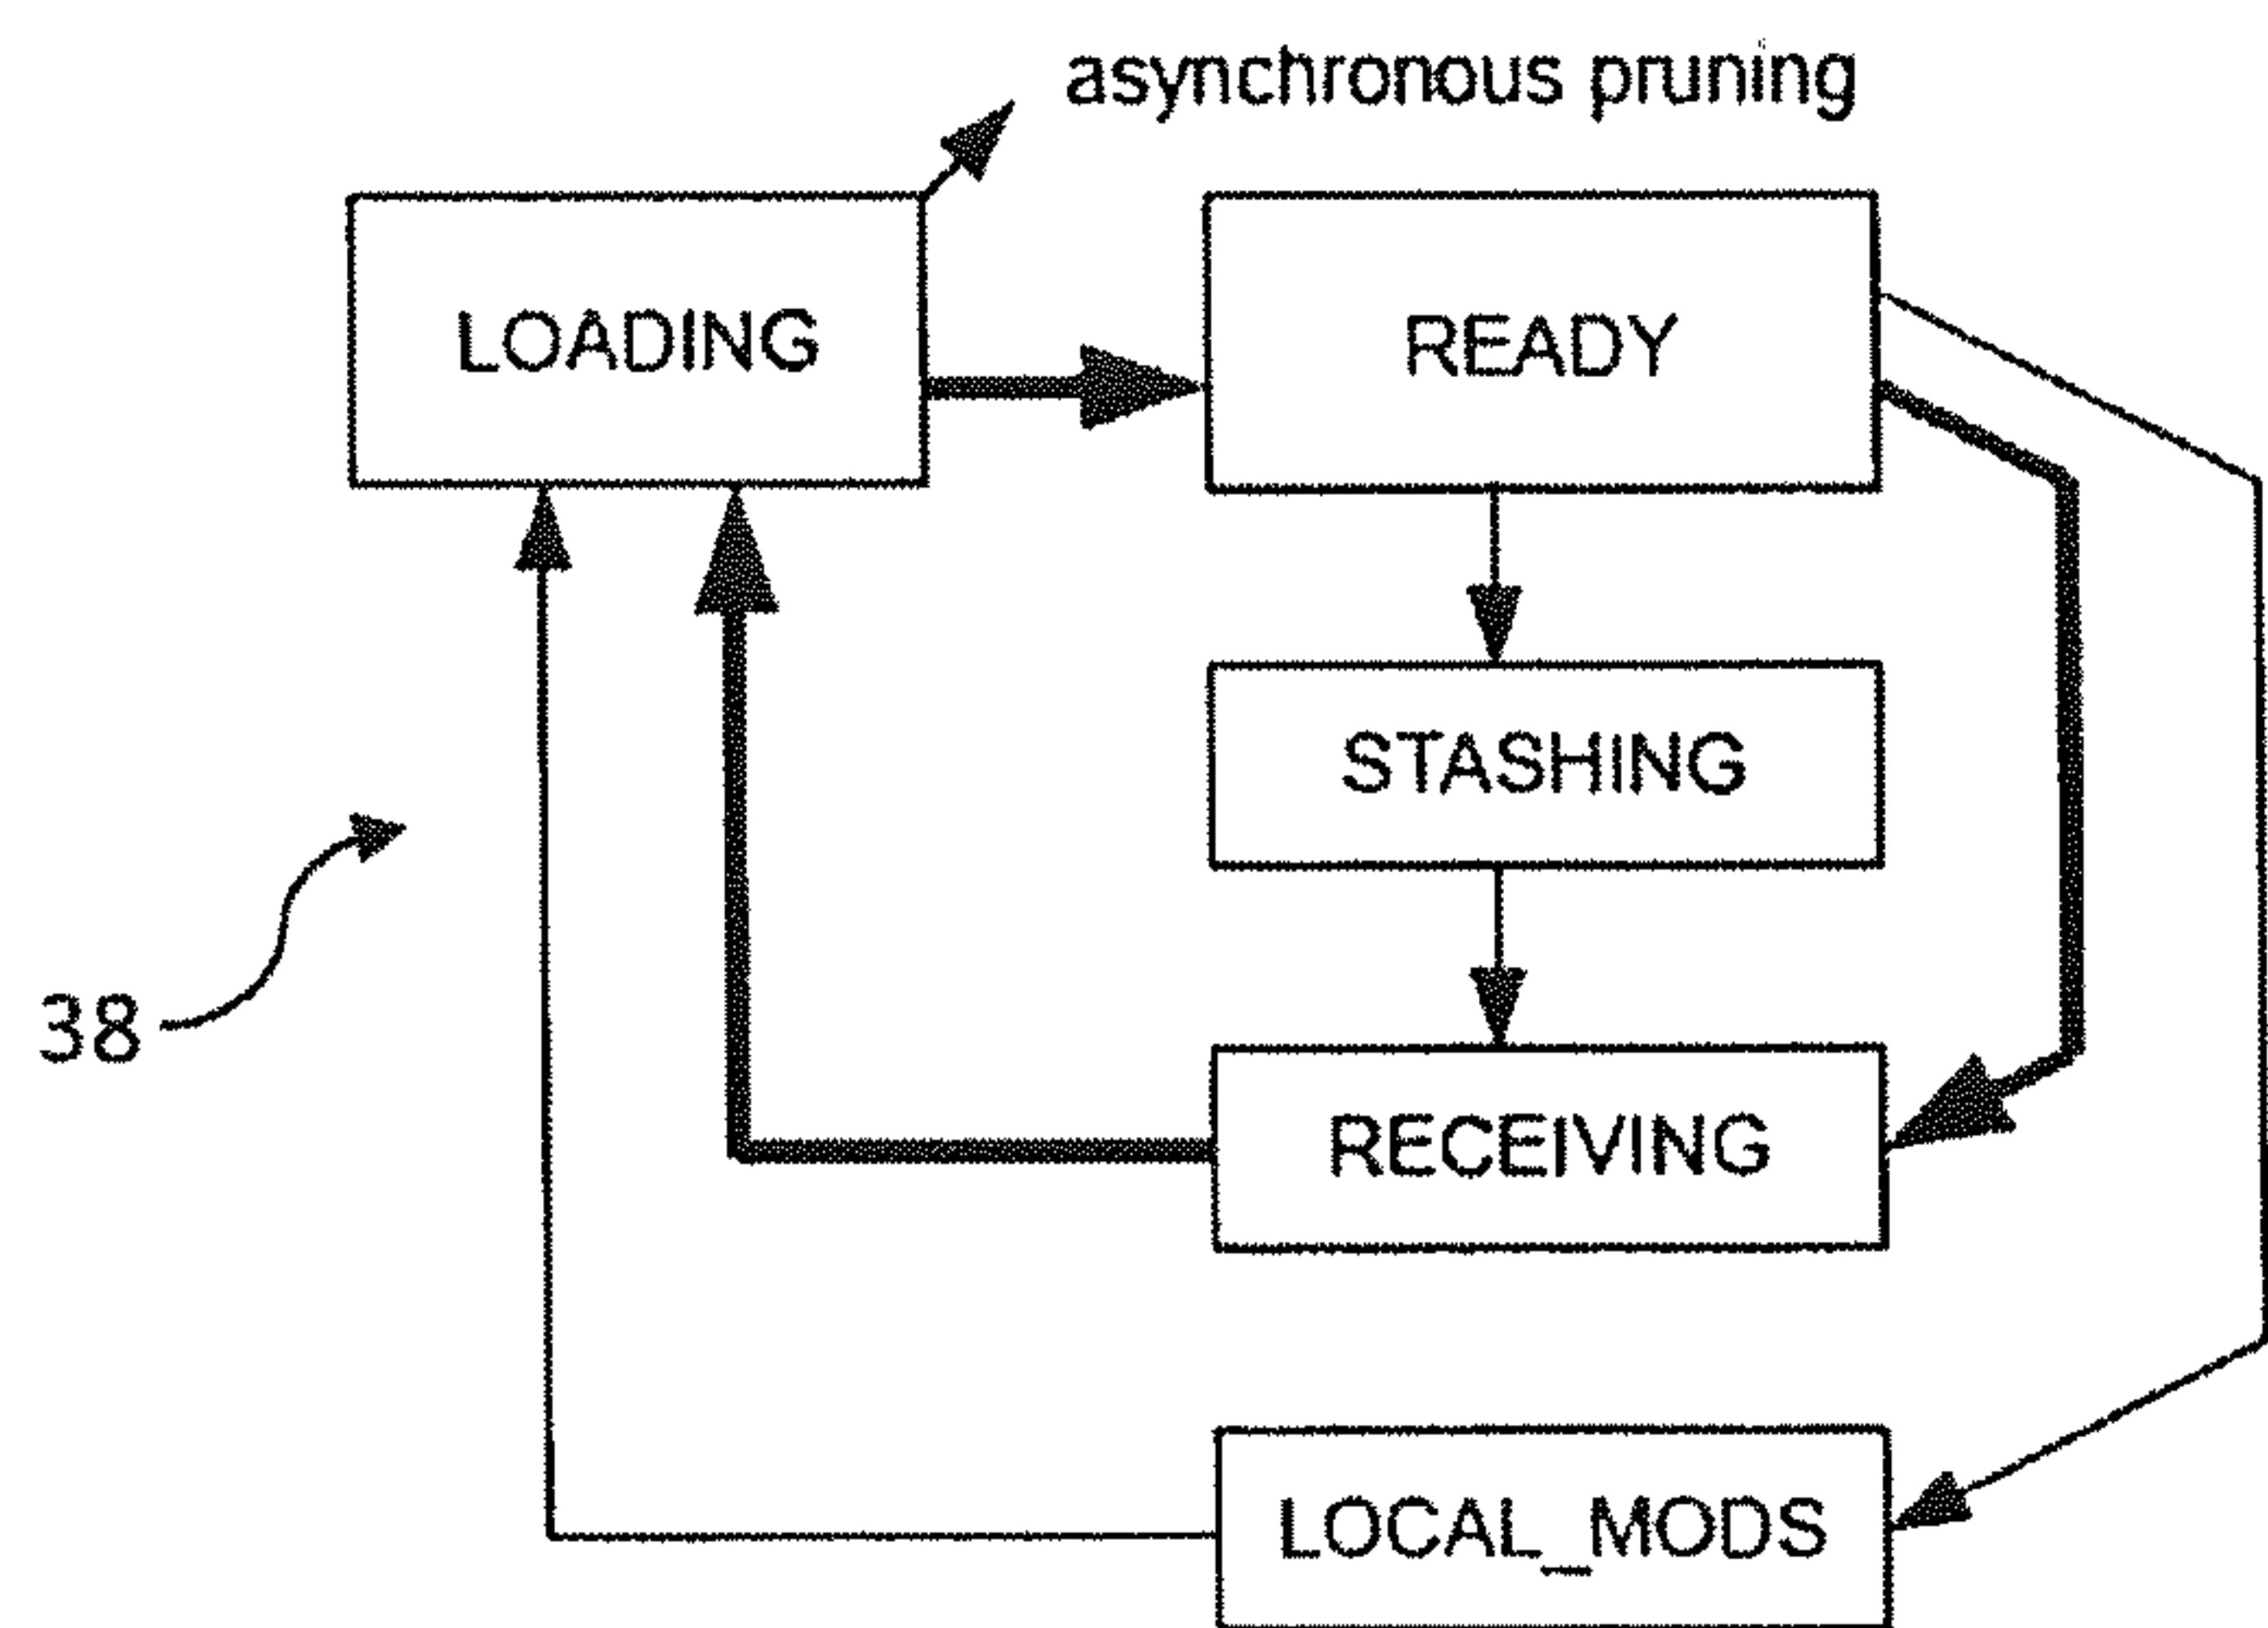 asynchronous pruning
LOADING
READY
STASHING
38
RECEIVING
LOCAL_MODS